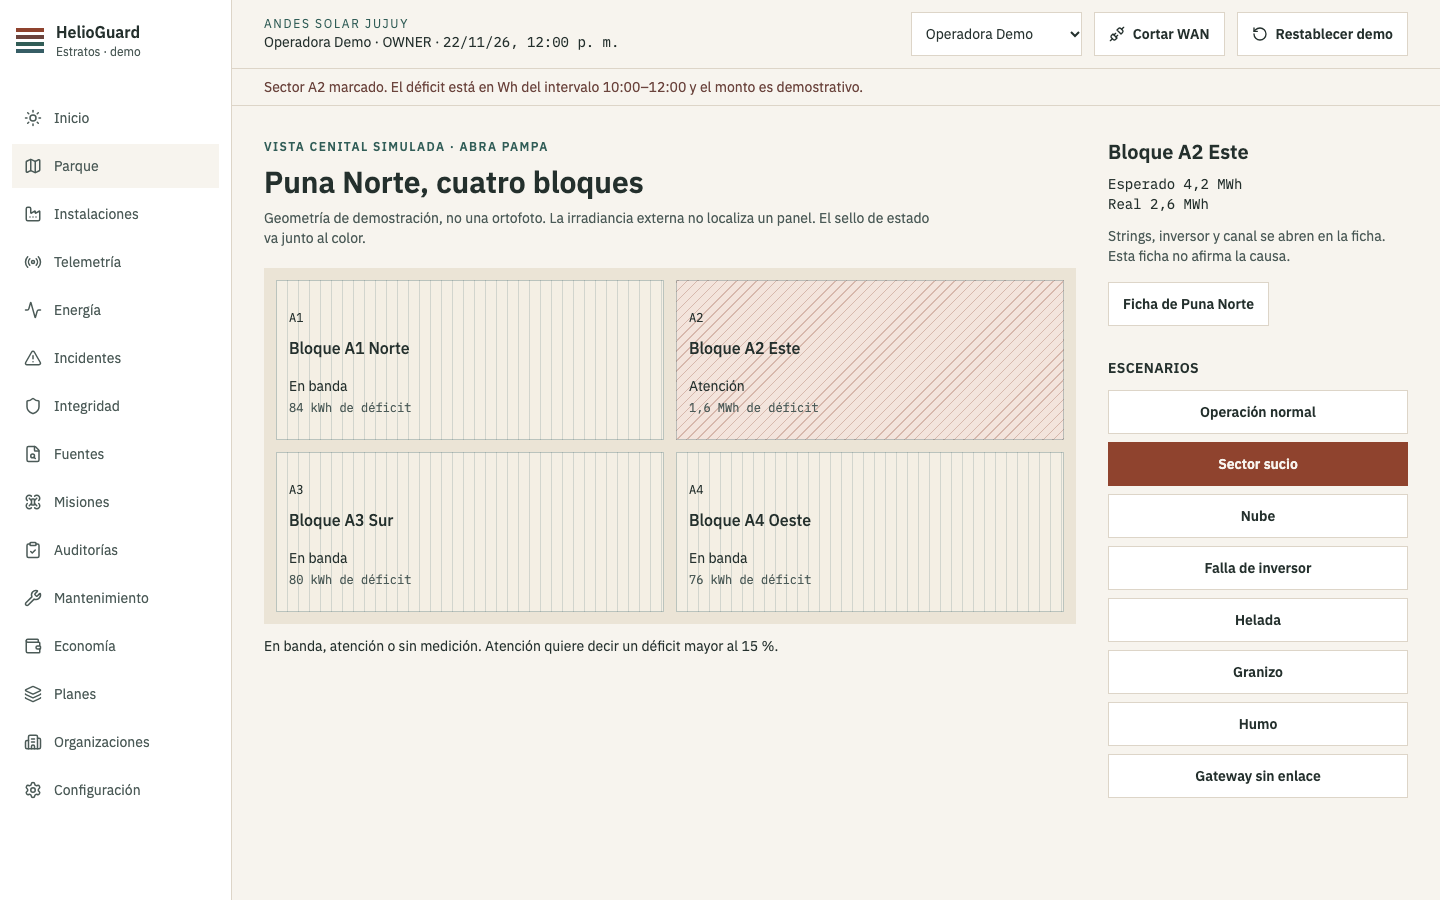 HelioGuard
Estratos · demo
Inicio
Parque
Instalaciones
Telemetría
Energía
Incidentes
Integridad
Fuentes
Misiones
Auditorías
Mantenimiento
Economía
Planes
Organizaciones
Configuración
ANDES SOLAR JUJUY
Operadora Demo · OWNER · 22/11/26, 12:00 p. m.
Operadora Demo
Cortar WAN
Restablecer demo
Sector A2 marcado. El déficit está en Wh del intervalo 10:00–12:00 y el monto es demostrativo.
VISTA CENITAL SIMULADA · ABRA PAMPA
Puna Norte, cuatro bloques
Geometría de demostración, no una ortofoto. La irradiancia externa no localiza un panel. El sello de estado
va junto al color.
A1
Bloque A1 Norte
En banda
84 kWh de déficit
A2
Bloque A2 Este
Atención
1,6 MWh de déficit
A3
Bloque A3 Sur
En banda
80 kWh de déficit
A4
Bloque A4 Oeste
En banda
76 kWh de déficit
En banda, atención o sin medición. Atención quiere decir un déficit mayor al 15 %.
Bloque A2 Este
Esperado 4,2 MWh
Real 2,6 MWh
Strings, inversor y canal se abren en la ficha.
Esta ficha no afirma la causa.
Ficha de Puna Norte
ESCENARIOS
Operación normal
Sector sucio
Nube
Falla de inversor
Helada
Granizo
Humo
Gateway sin enlace